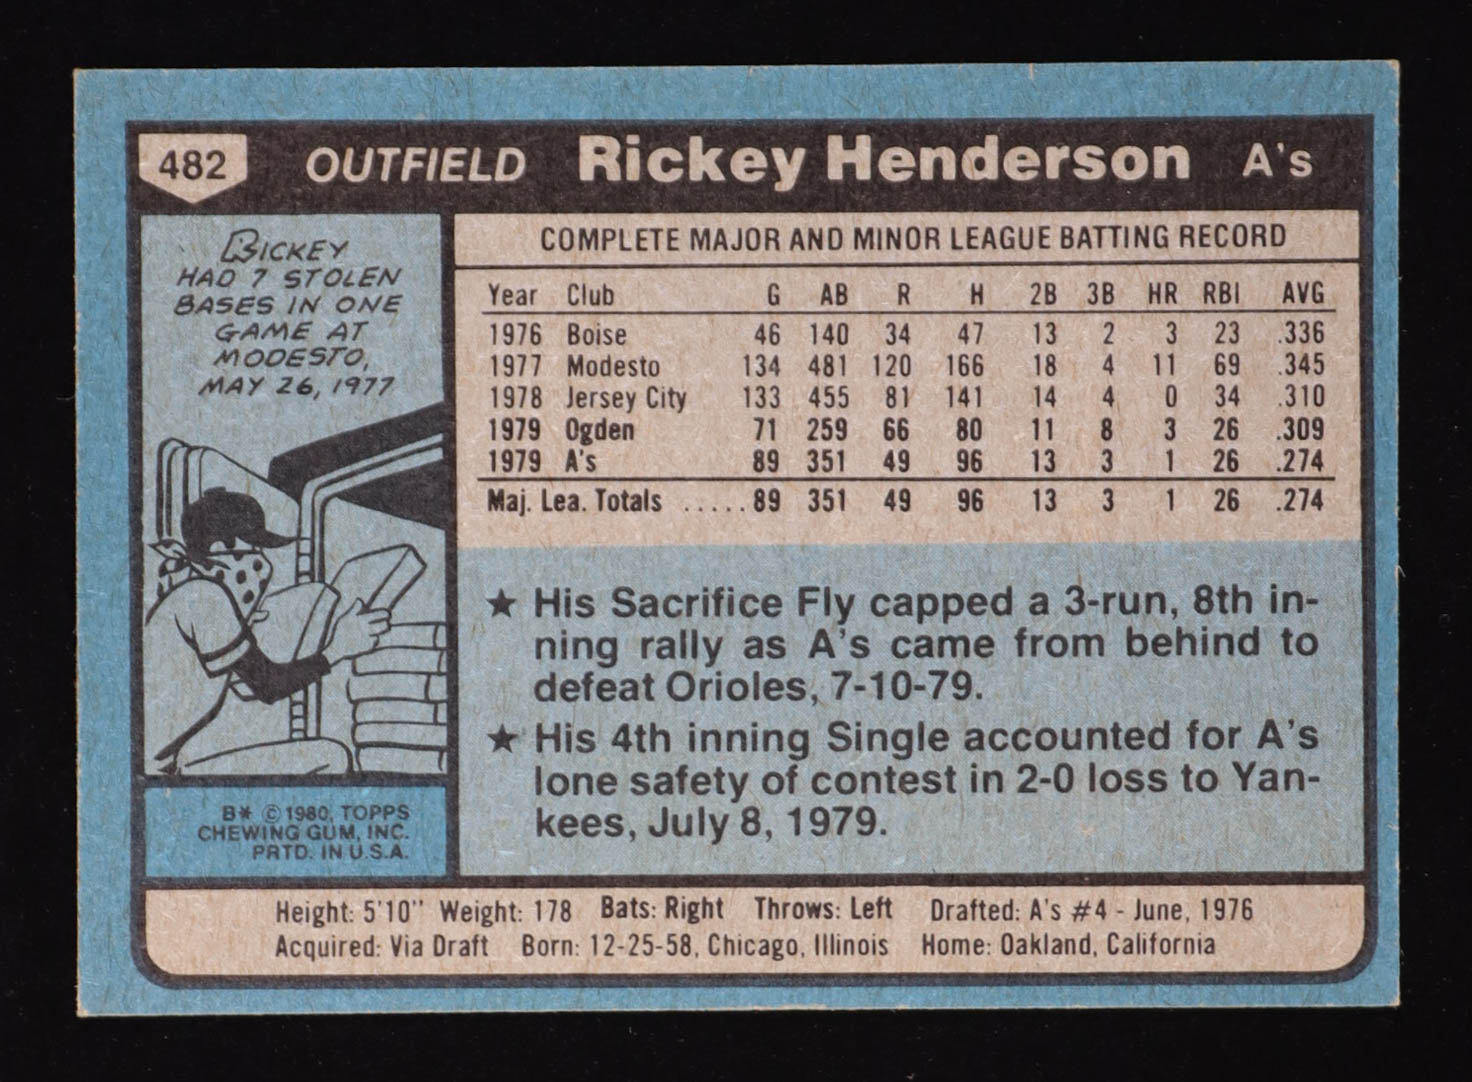 482 OUTFIELD Rickey Henderson A's
RICKEY
HAD 7 STOLEN
BASES IN ONE
GAME AT
MODESTO,
MAY 26, 1977
COMPLETE MAJOR AND MINOR LEAGUE BATTING RECORD
Year Club G AB R H 2B 3B HR RBI AVG
1976 Boise 46 140 34 47 13 2 3 23 .336
1977 Modesto 134 481 120 166 18 4 11 69 .345
1978 Jersey City 133 455 81 141 14 4 0 34 .310
1979 Ogden 71 259 66 80 11 8 3 26 .309
1979 A's 89 351 49 96 13 3 1 26 .274
Maj. Lea. Totals ..... 89 351 49 96 13 3 1 26 .274
★ His Sacrifice Fly capped a 3-run, 8th in-
ning rally as A's came from behind to
defeat Orioles, 7-10-79.
★ His 4th inning Single accounted for A's
lone safety of contest in 2-0 loss to Yan-
kees, July 8, 1979.
B* © 1980, TOPPS
CHEWING GUM, INC.
PRTD. IN U.S.A.
Height: 5'10" Weight: 178 Bats: Right Throws: Left Drafted: A's #4 - June, 1976
Acquired: Via Draft Born: 12-25-58, Chicago, Illinois Home: Oakland, California